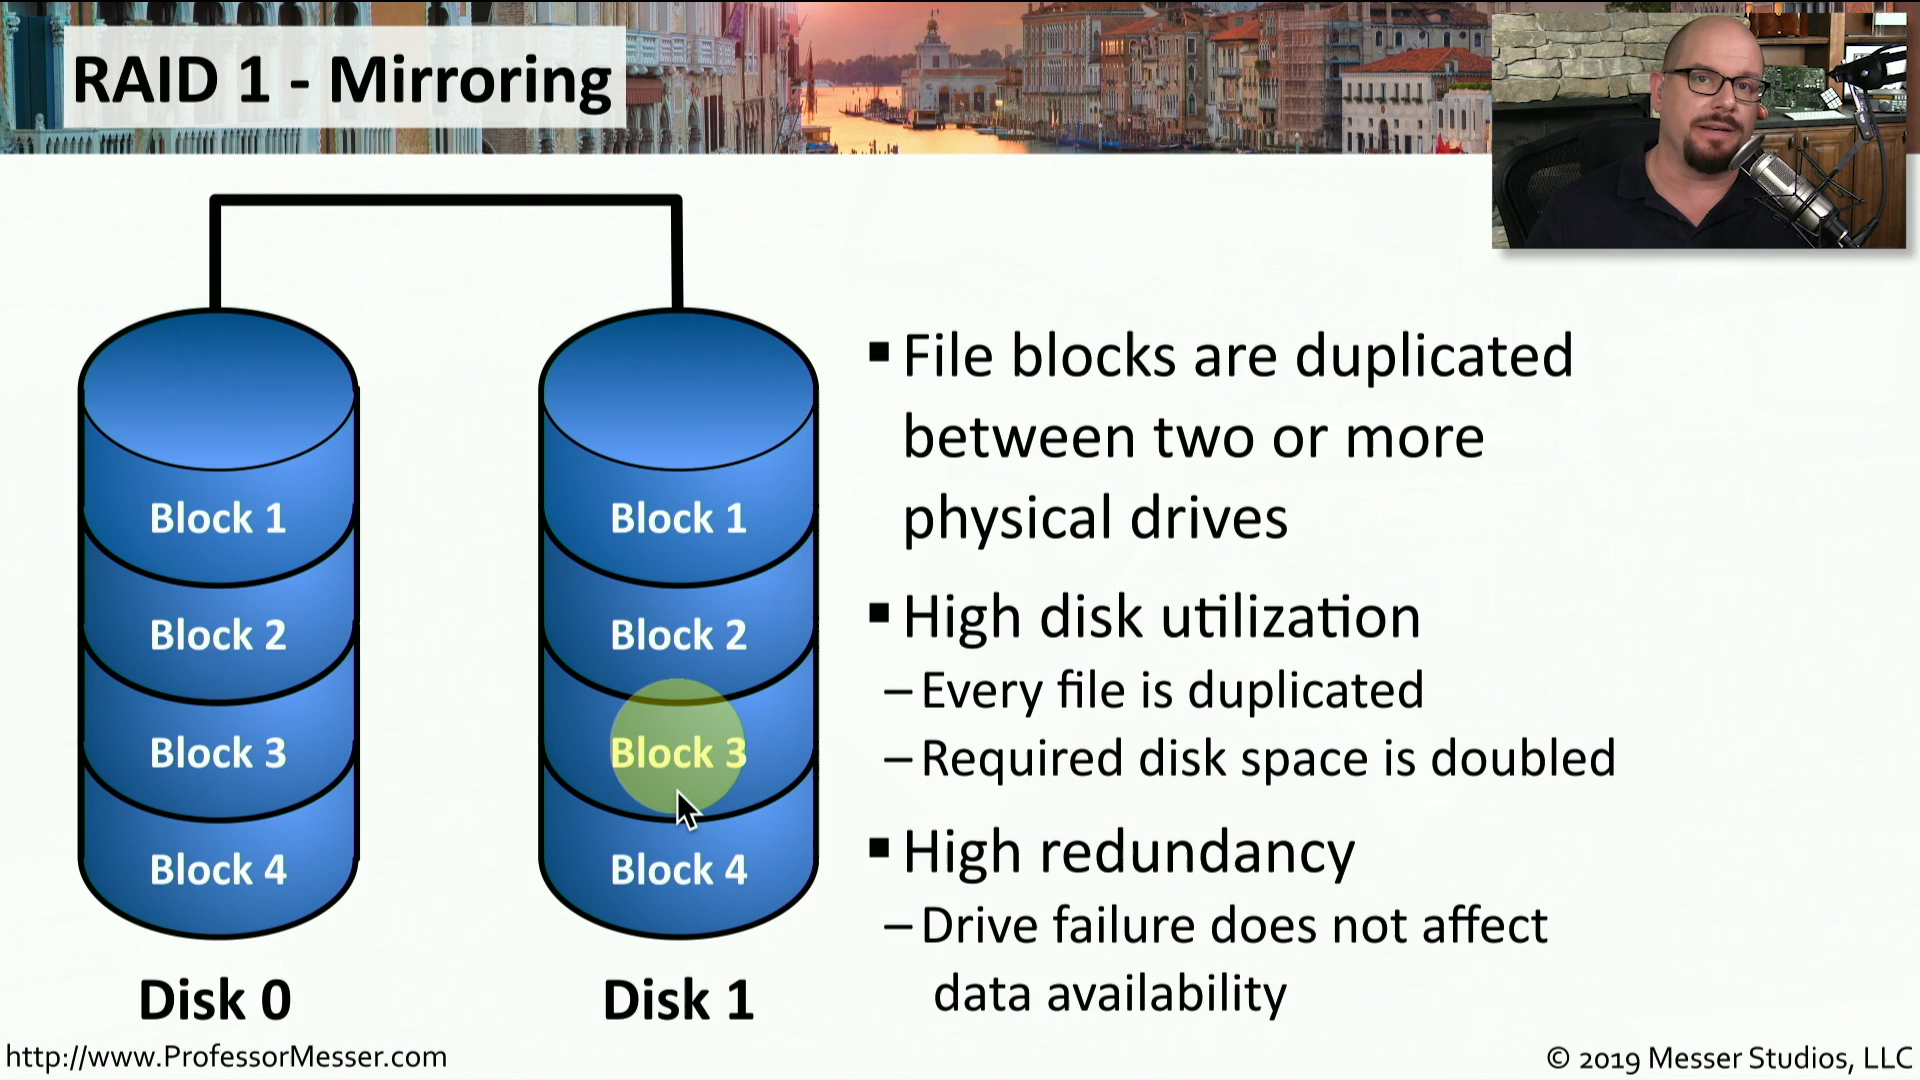 RAID 1 - Mirroring
Block 1
Block 2
Block 3
Block 4
Disk 0
Block 1
Block 2
Block 3
Block 4
Disk 1
▪ File blocks are duplicated
between two or more
physical drives
▪ High disk utilization
– Every file is duplicated
– Required disk space is doubled
▪ High redundancy
– Drive failure does not affect
data availability
http://www.ProfessorMesser.com
© 2019 Messer Studios, LLC